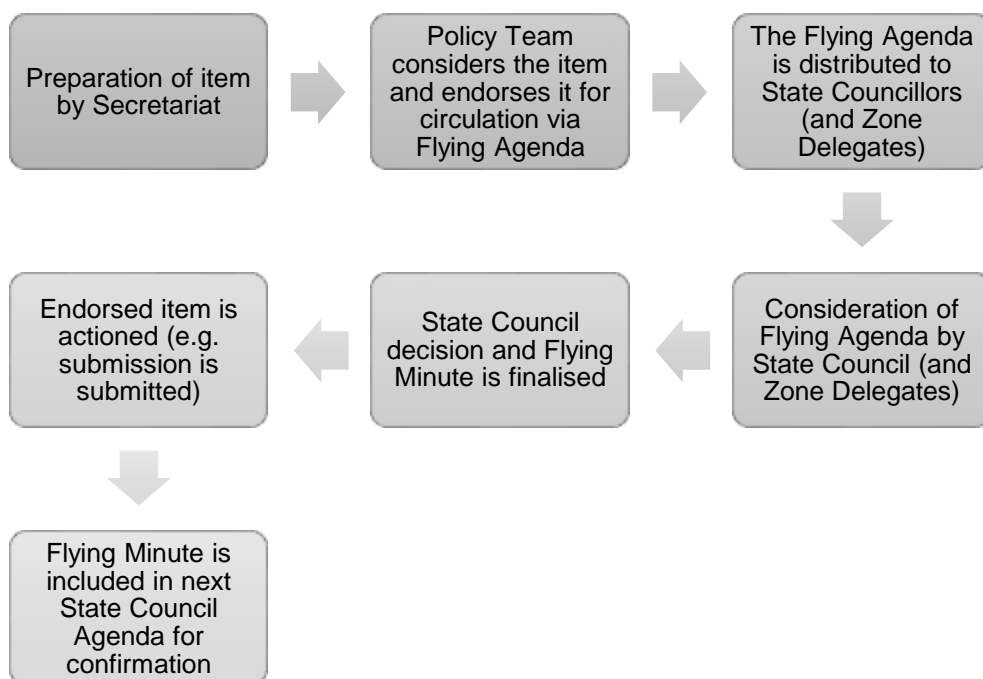 Preparation of item
by Secretariat
Policy Team
considers the item
and endorses it for
circulation via
Flying Agenda
The Flying Agenda
is distributed to
State Councillors
(and Zone
Delegates)
Consideration of
Flying Agenda by
State Council (and
Zone Delegates)
State Council
decision and Flying
Minute is finalised
Endorsed item is
actioned (e.g.
submission is
submitted)
Flying Minute is
included in next
State Council
Agenda for
confirmation